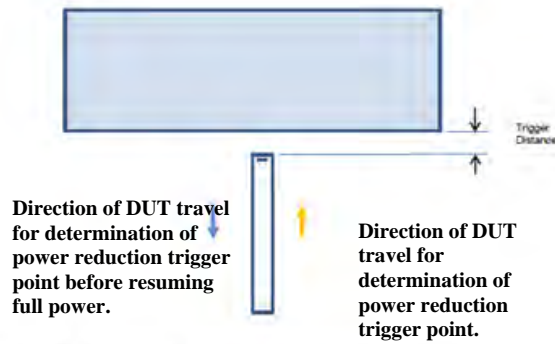 Trigger
Distance
Direction of DUT travel
for determination of
power reduction trigger
point before resuming
full power.
Direction of DUT
travel for
determination of
power reduction
trigger point.